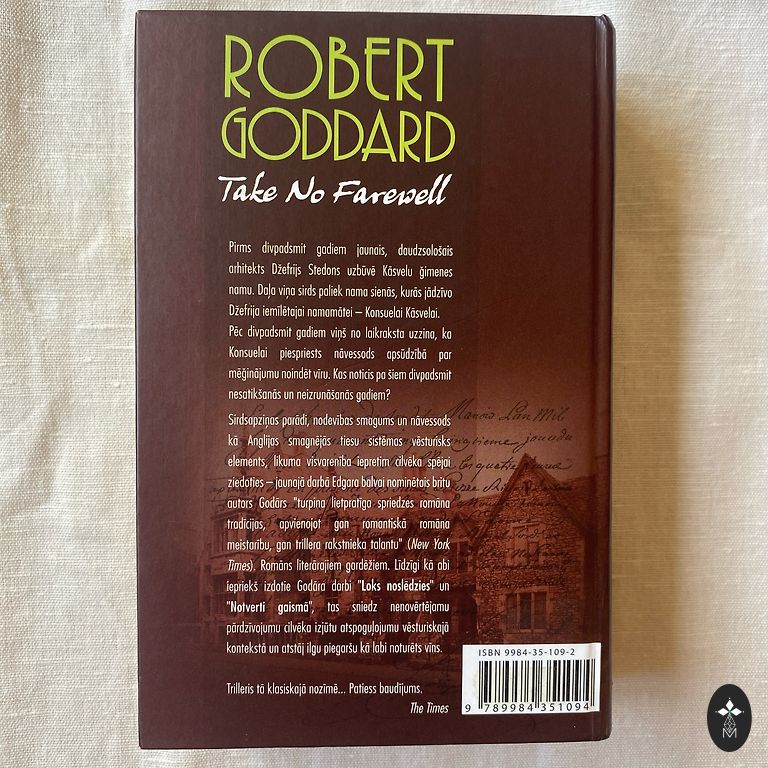 ROBERT
GODDARD
Take No Farewell
Pirms divpadsmit gadiem jaunais, daudzsološais
arhitekts Džefrijs Stedons uzbūvē Kāsvelu ģimenes
namu. Daļa viņa sirds paliek nama sienās, kurās jādzīvo
Džefrija iemīlētajai namamātei – Konsuelai Kāsvelai.
Pēc divpadsmit gadiem viņš no laikraksta uzzina, ka
Konsuelai piespriests nāvessods apsūdzībā par
mēģinājumu noindēt vīru. Kas noticis pa šiem divpadsmit
nesatikšanās un neizrunāšanās gadiem?
Sirdsapziņas parādi, nodevības smagums un nāvessods
kā Anglijas smagnējās tiesu sistēmas vēsturisks
elements, likuma visvarenība iepretim cilvēka spējai
ziedoties – jaunajā darbā Edgara balvai nominētais britu
autors Godārs "turpina lietpratīga spriedzes romāna
tradīcijas, apvienojot gan romantiskā romāna
meistarību, gan trillera rakstnieka talantu" (New York
Times). Romāns literārajiem gardēžiem. Līdzīgi kā abi
iepriekš izdotie Godāra darbi "Loks noslēdzies" un
"Notverti gaismā", tas sniedz nenovērtējamu
pārdzīvojumu cilvēka izjūtu atspoguļojumu vēsturiskajā
kontekstā un atstāj ilgu piegaršu kā labi noturēts vīns.
Trilleris tā klasiskajā nozīmē... Patiess baudījums.
The Times
ISBN 9984-35-109-2
9 789984 351094